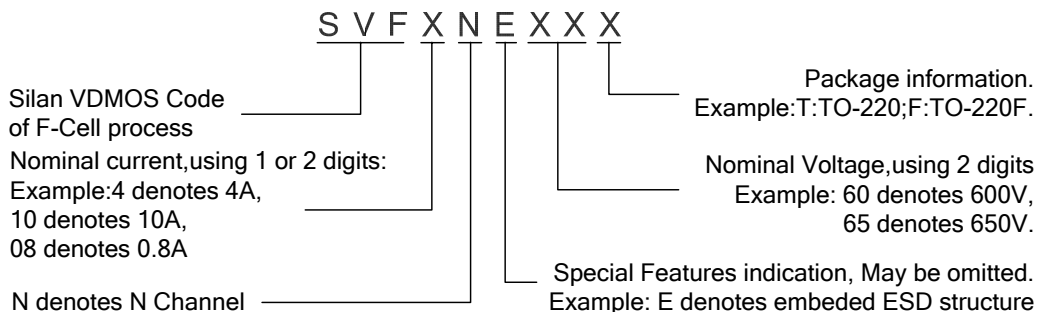 S V F X N E X X X
Silan VDMOS Code
of F-Cell process
Nominal current,using 1 or 2 digits:
Example:4 denotes 4A,
10 denotes 10A,
08 denotes 0.8A
N denotes N Channel
Package information.
Example:T:TO-220;F:TO-220F.
Nominal Voltage,using 2 digits
Example: 60 denotes 600V,
65 denotes 650V.
Special Features indication, May be omitted.
Example: E denotes embeded ESD structure